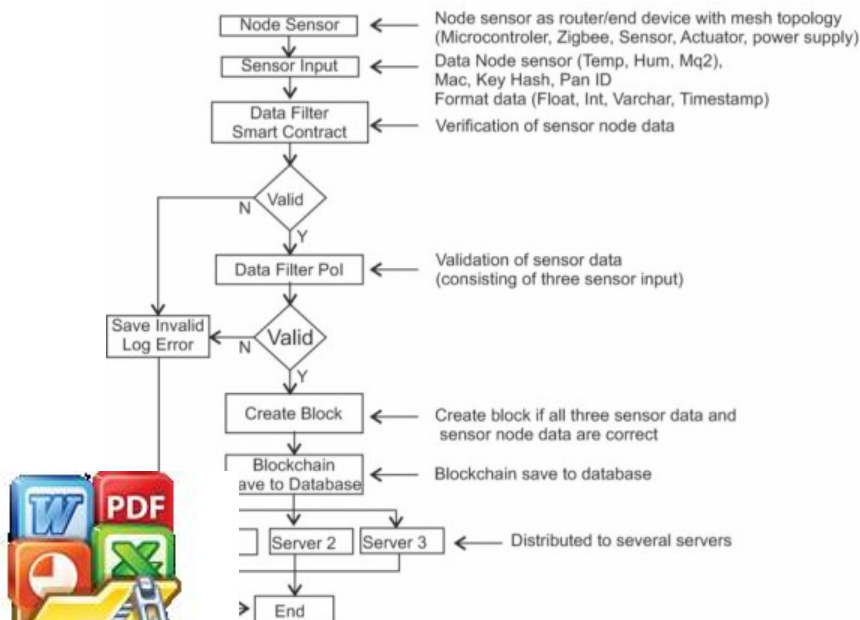 Node Sensor
Node sensor as router/end device with mesh topology
(Microcontroler, Zigbee, Sensor, Actuator, power supply)
Sensor Input
Data Node sensor (Temp, Hum, Mq2),
Mac, Key Hash, Pan ID
Format data (Float, Int, Varchar, Timestamp)
Data Filter
Smart Contract
Verification of sensor node data
Valid
N
Y
Data Filter PoI
Validation of sensor data
(consisting of three sensor input)
Save Invalid
Log Error
N
Valid
Y
Create Block
Create block if all three sensor data and
sensor node data are correct
Blockchain
ave to Database
Blockchain save to database
W
PDF
X
Server 2
Server 3
Distributed to several servers
End